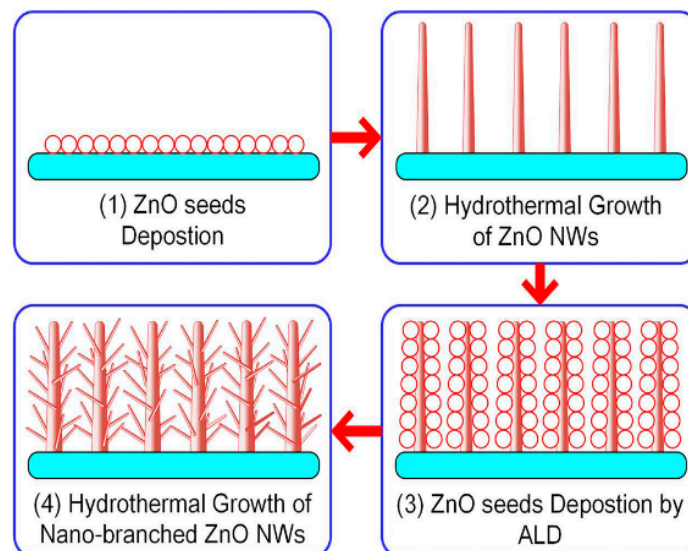 (1) ZnO seeds
Depostion
(2) Hydrothermal Growth
of ZnO NWs
(3) ZnO seeds Depostion by
ALD
(4) Hydrothermal Growth of
Nano-branched ZnO NWs